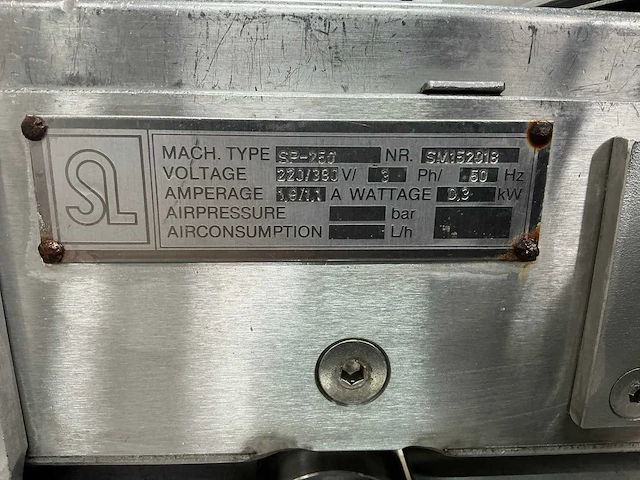 SL
MACH. TYPE SP-250 NR. SM152018
VOLTAGE 220/380 V/ 3 Ph/ 50 Hz
AMPERAGE A WATTAGE 0,3 kW
AIRPRESSURE bar
AIRCONSUMPTION L/h